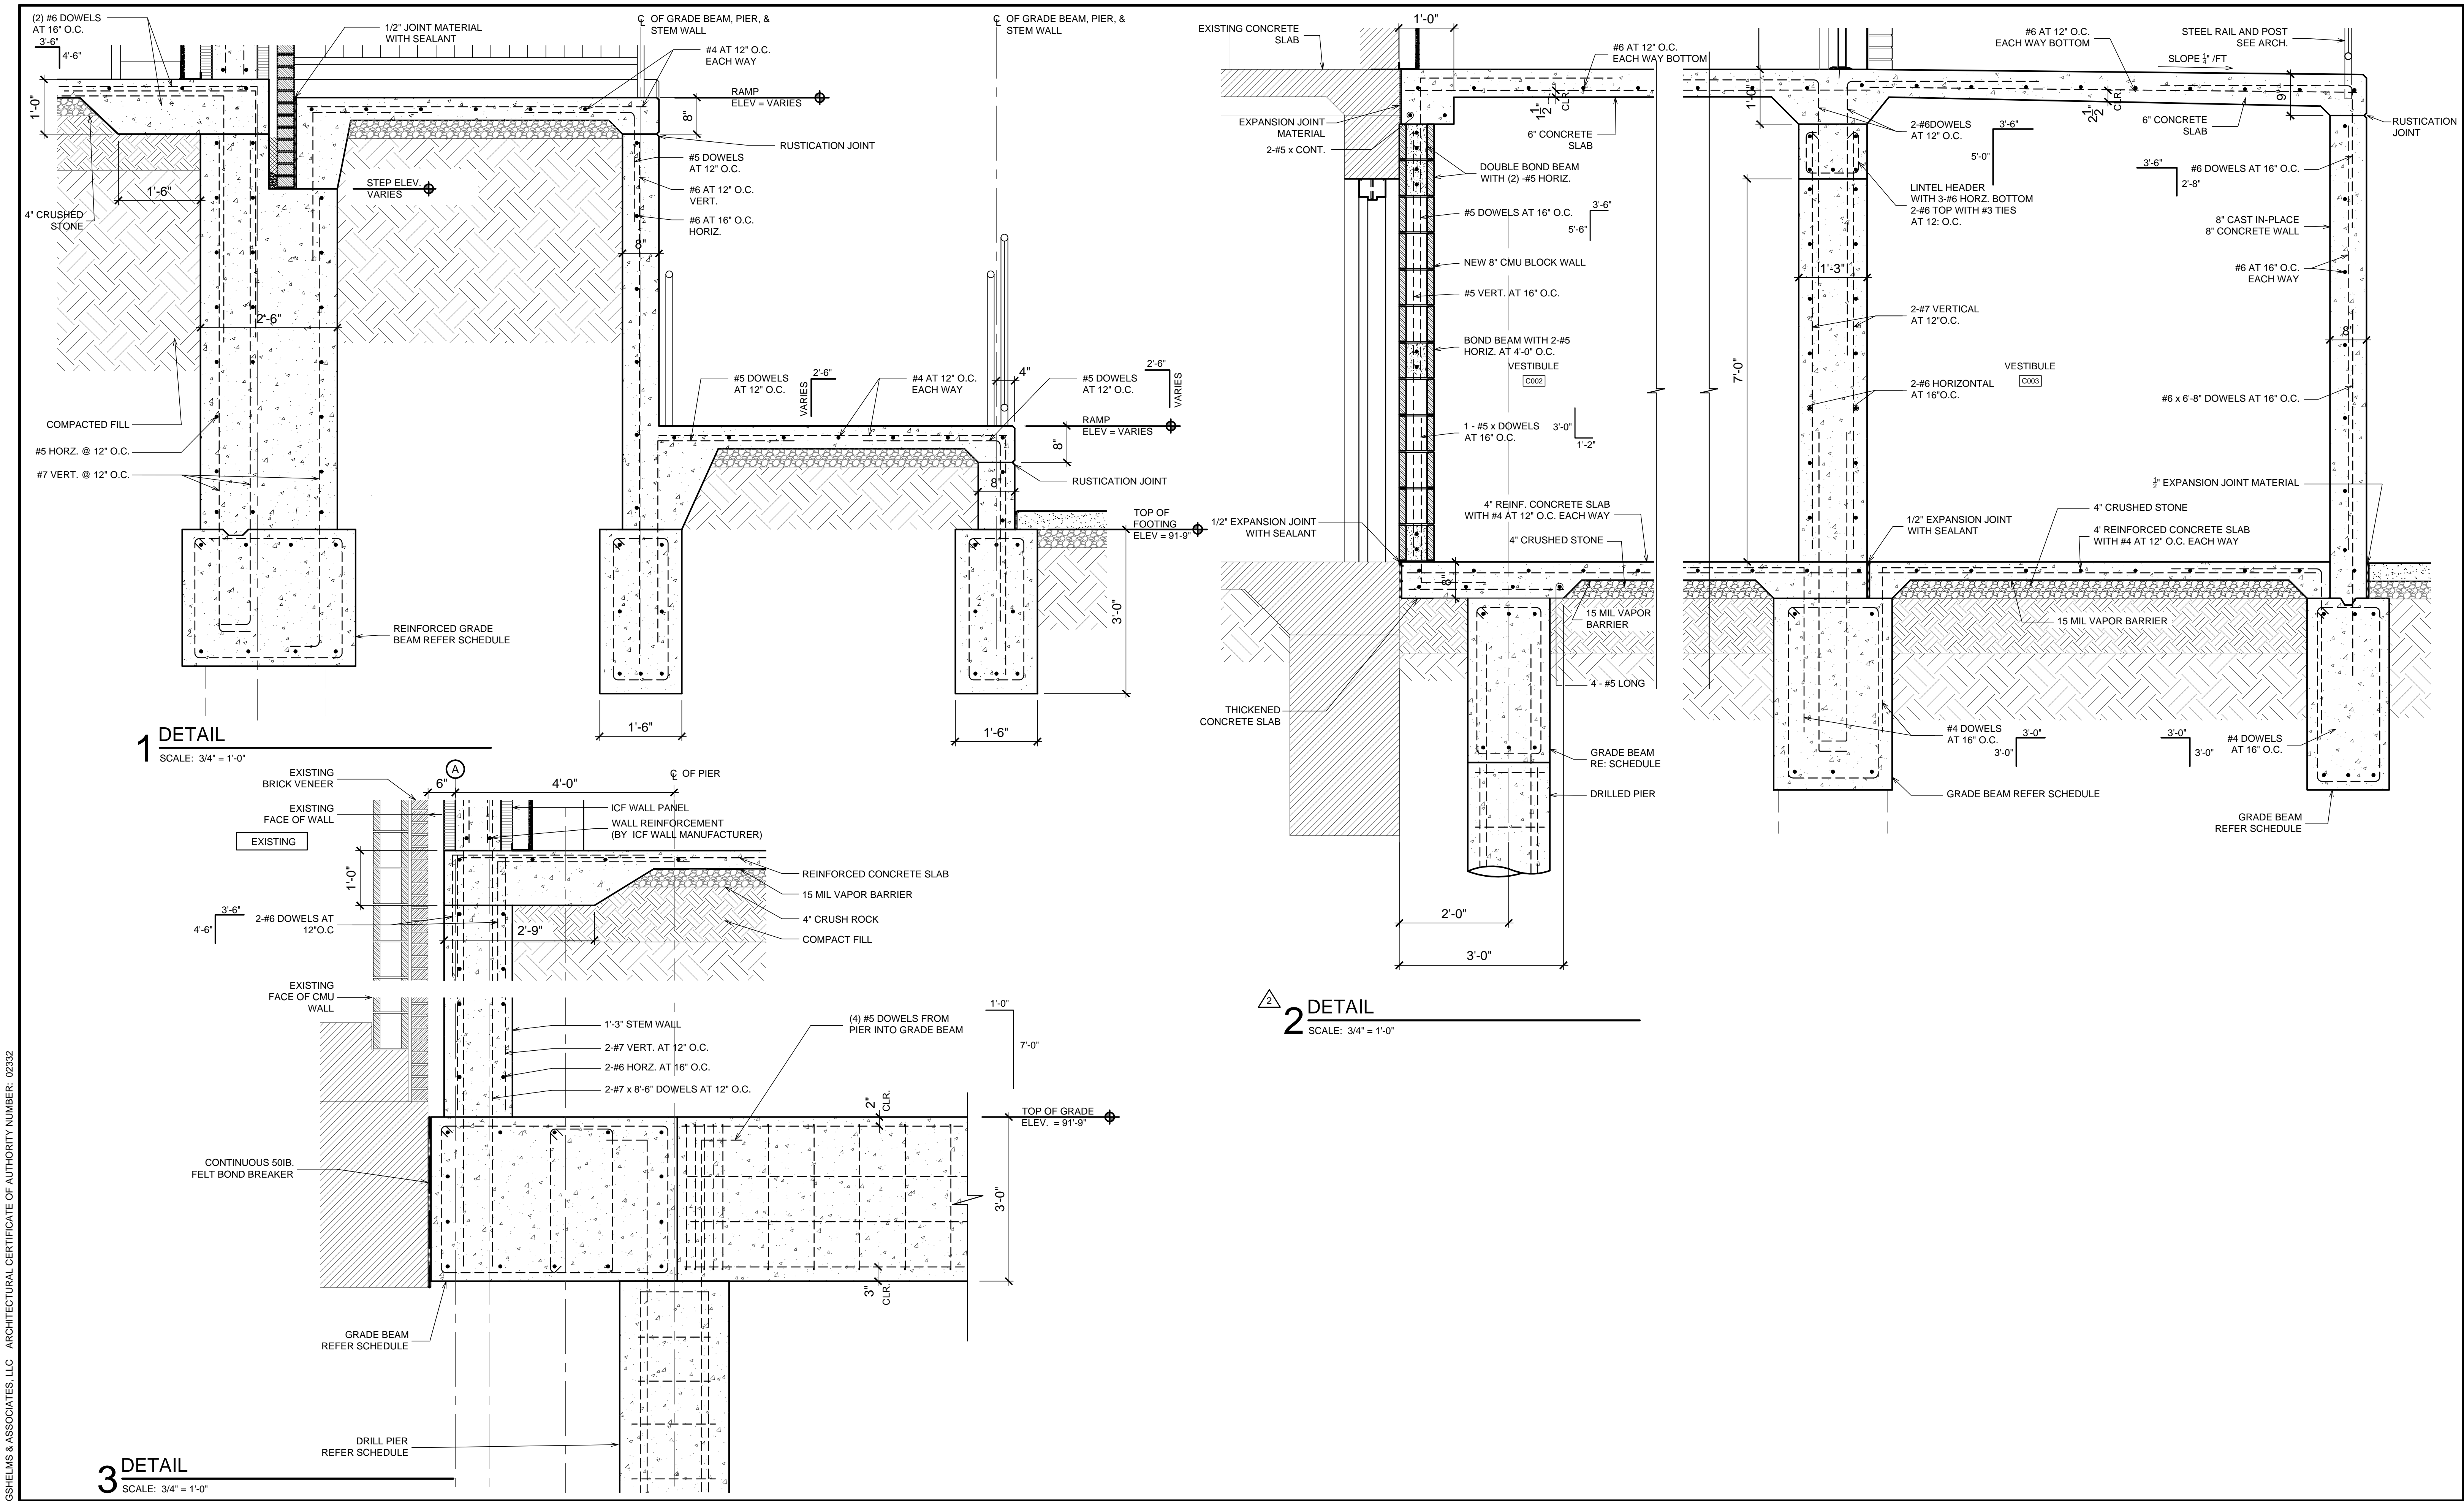 (2) #6 DOWELS
AT 16" O.C.
3'-6"
4'-6"
1/2" JOINT MATERIAL
WITH SEALANT
℄ OF GRADE BEAM, PIER, &
STEM WALL
#4 AT 12" O.C.
EACH WAY
℄ OF GRADE BEAM, PIER, &
STEM WALL
1'-0"
RAMP
ELEV = VARIES
8"
RUSTICATION JOINT
#5 DOWELS
AT 12" O.C.
#6 AT 12" O.C.
VERT.
#6 AT 16" O.C.
HORIZ.
STEP ELEV.
VARIES
1'-6"
4" CRUSHED
STONE
8"
2'-6"
#5 DOWELS
AT 12" O.C.
2'-6"
VARIES
#4 AT 12" O.C.
EACH WAY
4"
#5 DOWELS
AT 12" O.C.
2'-6"
VARIES
COMPACTED FILL
RAMP
ELEV = VARIES
8"
#5 HORZ. @ 12" O.C.
#7 VERT. @ 12" O.C.
8"
RUSTICATION JOINT
TOP OF
FOOTING
ELEV = 91-9"
3'-0"
REINFORCED GRADE
BEAM REFER SCHEDULE
1'-6"
1'-6"
1 DETAIL
SCALE: 3/4" = 1'-0"
EXISTING CONCRETE
SLAB
1'-0"
#6 AT 12" O.C.
EACH WAY BOTTOM
1 1/2"
CLR.
6" CONCRETE
SLAB
EXPANSION JOINT
MATERIAL
2-#5 x CONT.
DOUBLE BOND BEAM
WITH (2) -#5 HORIZ.
#5 DOWELS AT 16" O.C.
3'-6"
5'-6"
NEW 8" CMU BLOCK WALL
#5 VERT. AT 16" O.C.
BOND BEAM WITH 2-#5
HORIZ. AT 4'-0" O.C.
VESTIBULE
C002
1 - #5 x DOWELS
AT 16" O.C.
3'-0"
1'-2"
4" REINF. CONCRETE SLAB
WITH #4 AT 12" O.C. EACH WAY
1/2" EXPANSION JOINT
WITH SEALANT
4" CRUSHED STONE
8"
15 MIL VAPOR
BARRIER
4 - #5 LONG
THICKENED
CONCRETE SLAB
GRADE BEAM
RE: SCHEDULE
DRILLED PIER
2'-0"
3'-0"
#6 AT 12" O.C.
EACH WAY BOTTOM
STEEL RAIL AND POST
SEE ARCH.
SLOPE 1/4" /FT
1'-0"
2 1/2"
CLR.
6" CONCRETE
SLAB
9"
RUSTICATION
JOINT
2-#6DOWELS
AT 12" O.C.
3'-6"
5'-0"
3'-6"
2'-8"
#6 DOWELS AT 16" O.C.
LINTEL HEADER
WITH 3-#6 HORZ. BOTTOM
2-#6 TOP WITH #3 TIES
AT 12: O.C.
8" CAST IN-PLACE
8" CONCRETE WALL
1'-3"
#6 AT 16" O.C.
EACH WAY
2-#7 VERTICAL
AT 12"O.C.
8"
7'-0"
VESTIBULE
C003
2-#6 HORIZONTAL
AT 16"O.C.
#6 x 6'-8" DOWELS AT 16" O.C.
1/2" EXPANSION JOINT MATERIAL
4" CRUSHED STONE
1/2" EXPANSION JOINT
WITH SEALANT
4' REINFORCED CONCRETE SLAB
WITH #4 AT 12" O.C. EACH WAY
15 MIL VAPOR BARRIER
#4 DOWELS
AT 16" O.C.
3'-0"
3'-0"
3'-0"
3'-0"
#4 DOWELS
AT 16" O.C.
GRADE BEAM REFER SCHEDULE
GRADE BEAM
REFER SCHEDULE
2
2 DETAIL
SCALE: 3/4" = 1'-0"
EXISTING
BRICK VENEER
6"
A
4'-0"
℄ OF PIER
EXISTING
FACE OF WALL
EXISTING
ICF WALL PANEL
WALL REINFORCEMENT
(BY ICF WALL MANUFACTURER)
1'-0"
REINFORCED CONCRETE SLAB
15 MIL VAPOR BARRIER
4" CRUSH ROCK
COMPACT FILL
3'-6"
4'-6"
2-#6 DOWELS AT
12"O.C
2'-9"
EXISTING
FACE OF CMU
WALL
1'-3" STEM WALL
2-#7 VERT. AT 12" O.C.
2-#6 HORZ. AT 16" O.C.
2-#7 x 8'-6" DOWELS AT 12" O.C.
(4) #5 DOWELS FROM
PIER INTO GRADE BEAM
1'-0"
7'-0"
2"
CLR.
TOP OF GRADE
ELEV. = 91'-9"
CONTINUOUS 50IB.
FELT BOND BREAKER
3'-0"
3"
CLR.
GRADE BEAM
REFER SCHEDULE
DRILL PIER
REFER SCHEDULE
3 DETAIL
SCALE: 3/4" = 1'-0"
GSHELMS & ASSOCIATES, LLC ARCHITECTURAL CERTIFICATE OF AUTHORITY NUMBER: 02332